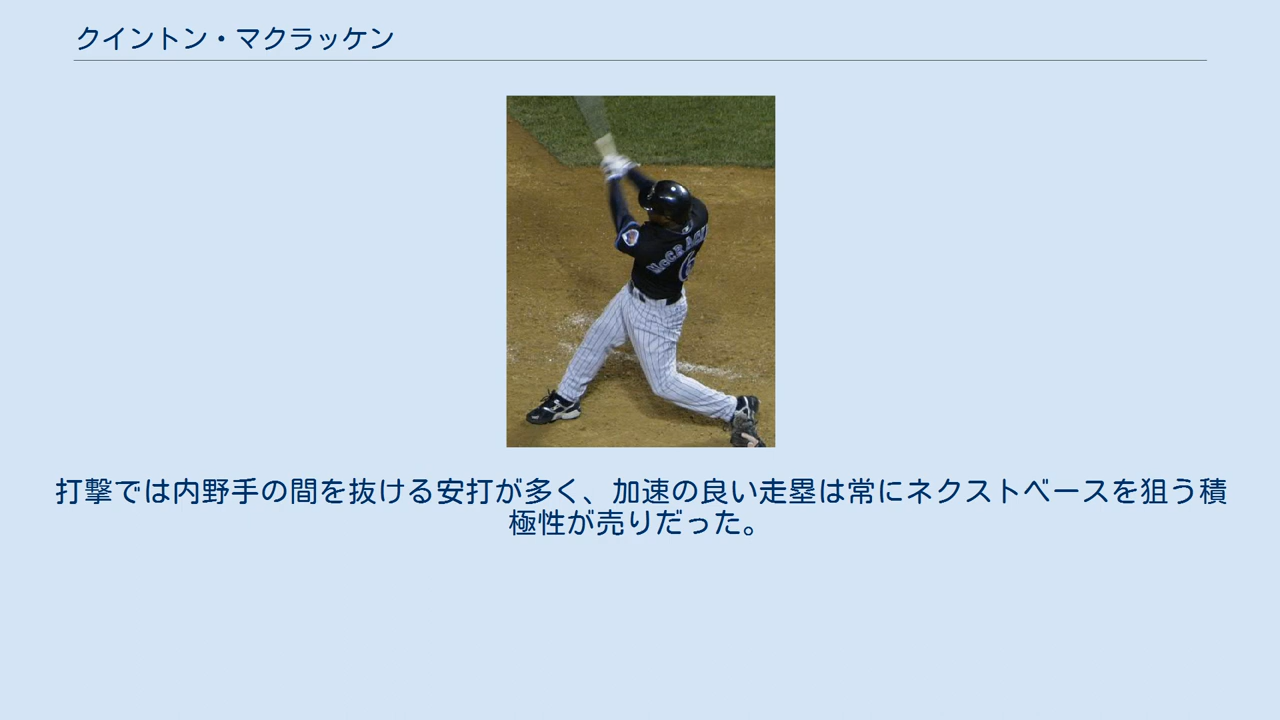 クイントン・マクラッケン
McCRAC
6
打撃では内野手の間を抜ける安打が多く、加速の良い走塁は常にネクストベースを狙う積
極性が売りだった。